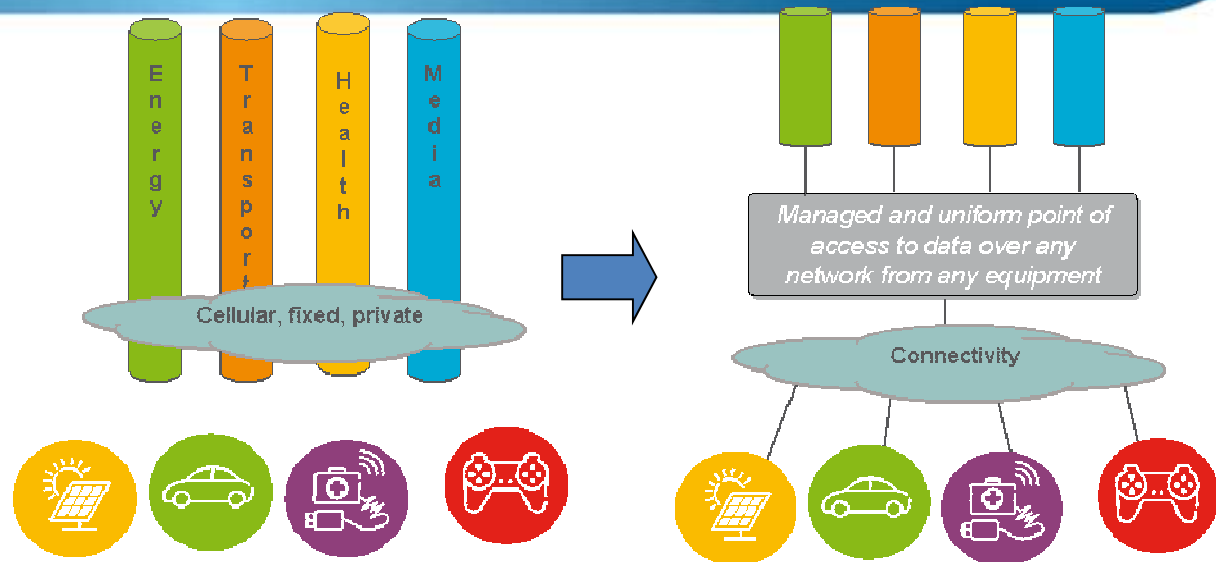 Energy
Transport
Health
Media
Cellular, fixed, private
Managed and uniform point of
access to data over any
network from any equipment
Connectivity